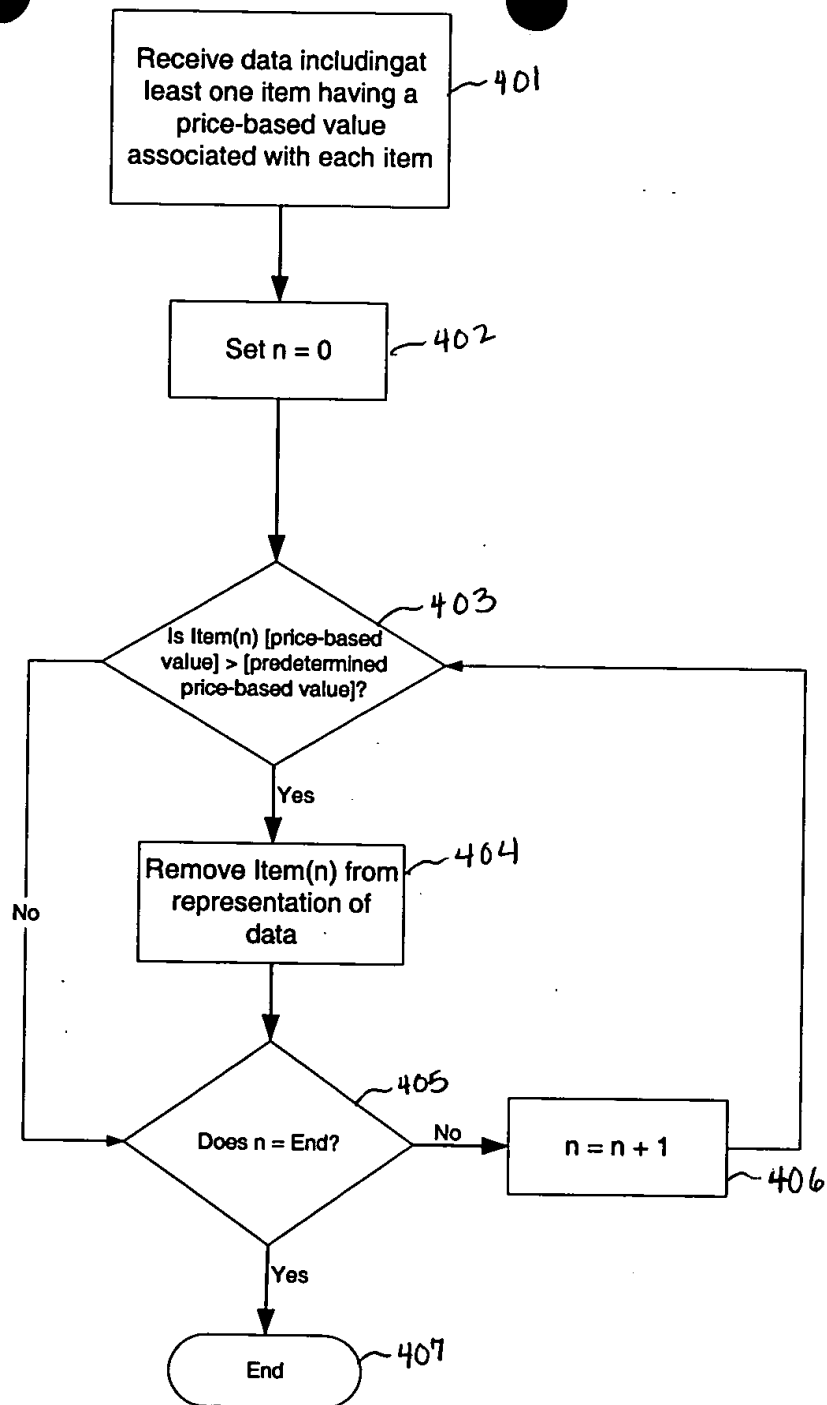 Receive data includingat
least one item having a
price-based value
associated with each item
401
Set n = 0
402
403
Is Item(n) [price-based
value] > [predetermined
price-based value]?
Yes
404
Remove Item(n) from
representation of
data
No
405
Does n = End?
No
n = n + 1
406
Yes
End
407